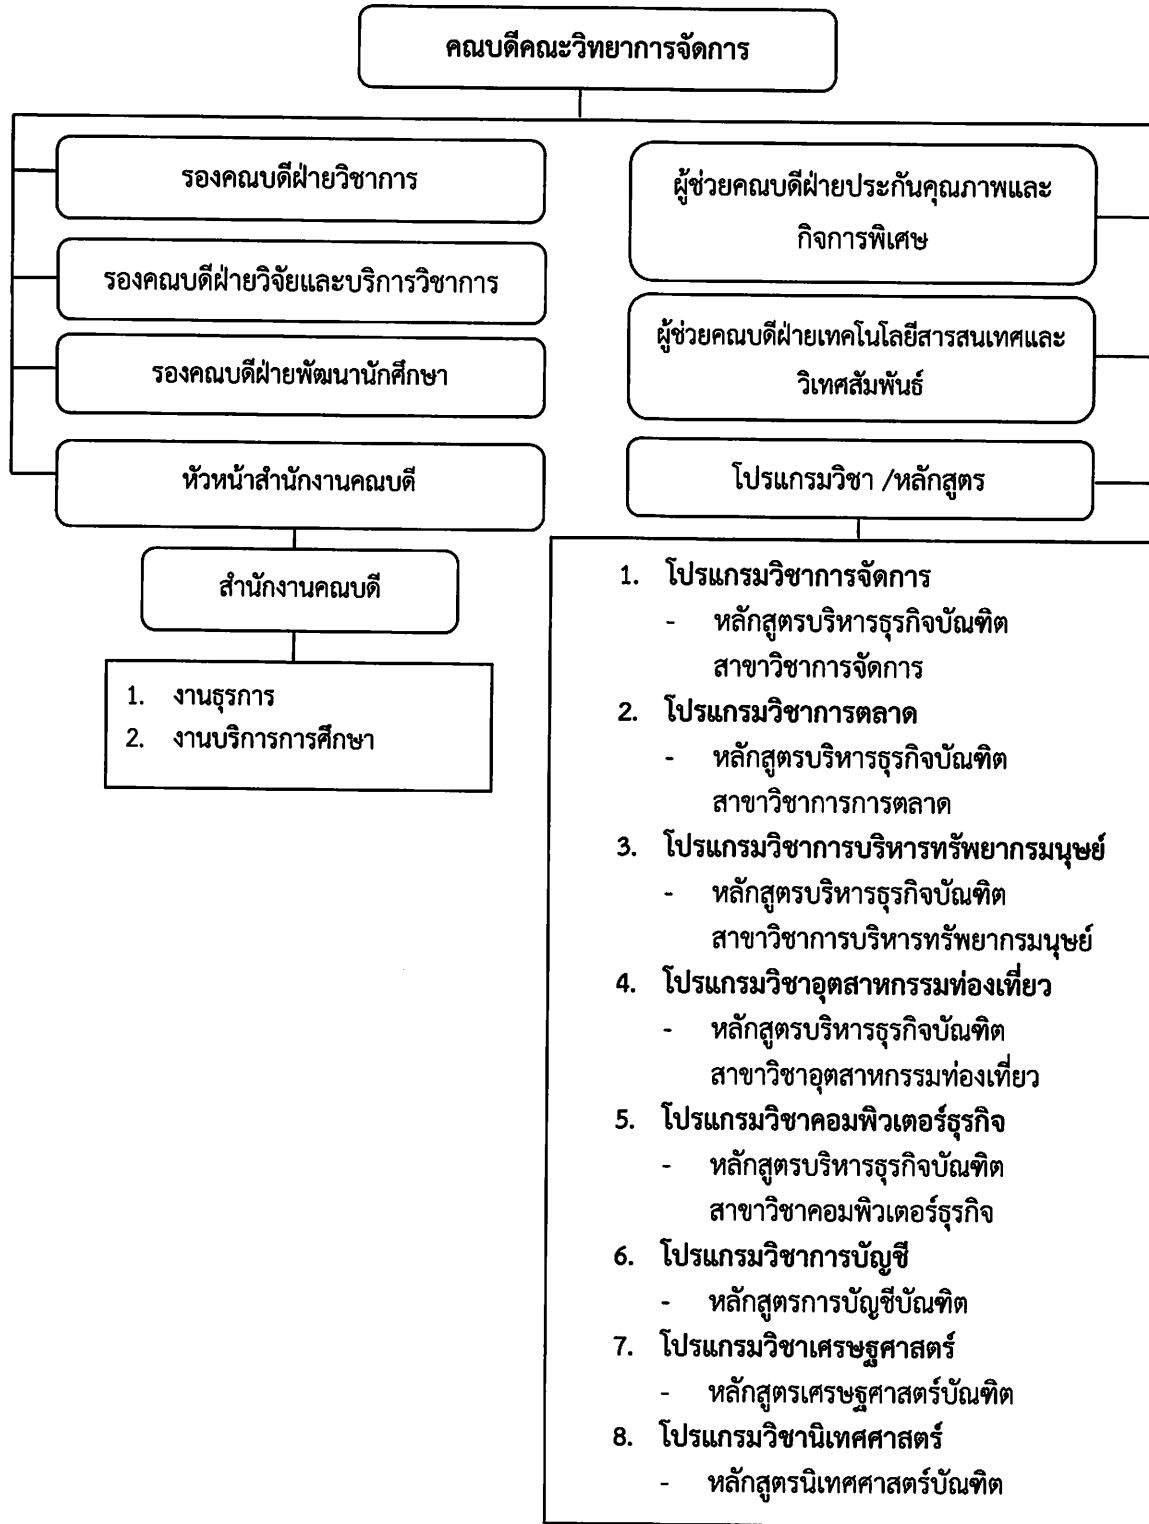 คณบดีคณะวิทยาการจัดการ
รองคณบดีฝ่ายวิชาการ
รองคณบดีฝ่ายวิจัยและบริการวิชาการ
รองคณบดีฝ่ายพัฒนานักศึกษา
หัวหน้าสำนักงานคณบดี
สำนักงานคณบดี
1. งานธุรการ
2. งานบริการการศึกษา
ผู้ช่วยคณบดีฝ่ายประกันคุณภาพและ
กิจการพิเศษ
ผู้ช่วยคณบดีฝ่ายเทคโนโลยีสารสนเทศและ
วิเทศสัมพันธ์
โปรแกรมวิชา /หลักสูตร
1. โปรแกรมวิชาการจัดการ
- หลักสูตรบริหารธุรกิจบัณฑิต
สาขาวิชาการจัดการ
2. โปรแกรมวิชาการตลาด
- หลักสูตรบริหารธุรกิจบัณฑิต
สาขาวิชาการการตลาด
3. โปรแกรมวิชาการบริหารทรัพยากรมนุษย์
- หลักสูตรบริหารธุรกิจบัณฑิต
สาขาวิชาการบริหารทรัพยากรมนุษย์
4. โปรแกรมวิชาอุตสาหกรรมท่องเที่ยว
- หลักสูตรบริหารธุรกิจบัณฑิต
สาขาวิชาอุตสาหกรรมท่องเที่ยว
5. โปรแกรมวิชาคอมพิวเตอร์ธุรกิจ
- หลักสูตรบริหารธุรกิจบัณฑิต
สาขาวิชาคอมพิวเตอร์ธุรกิจ
6. โปรแกรมวิชาการบัญชี
- หลักสูตรการบัญชีบัณฑิต
7. โปรแกรมวิชาเศรษฐศาสตร์
- หลักสูตรเศรษฐศาสตร์บัณฑิต
8. โปรแกรมวิชานิเทศศาสตร์
- หลักสูตรนิเทศศาสตร์บัณฑิต